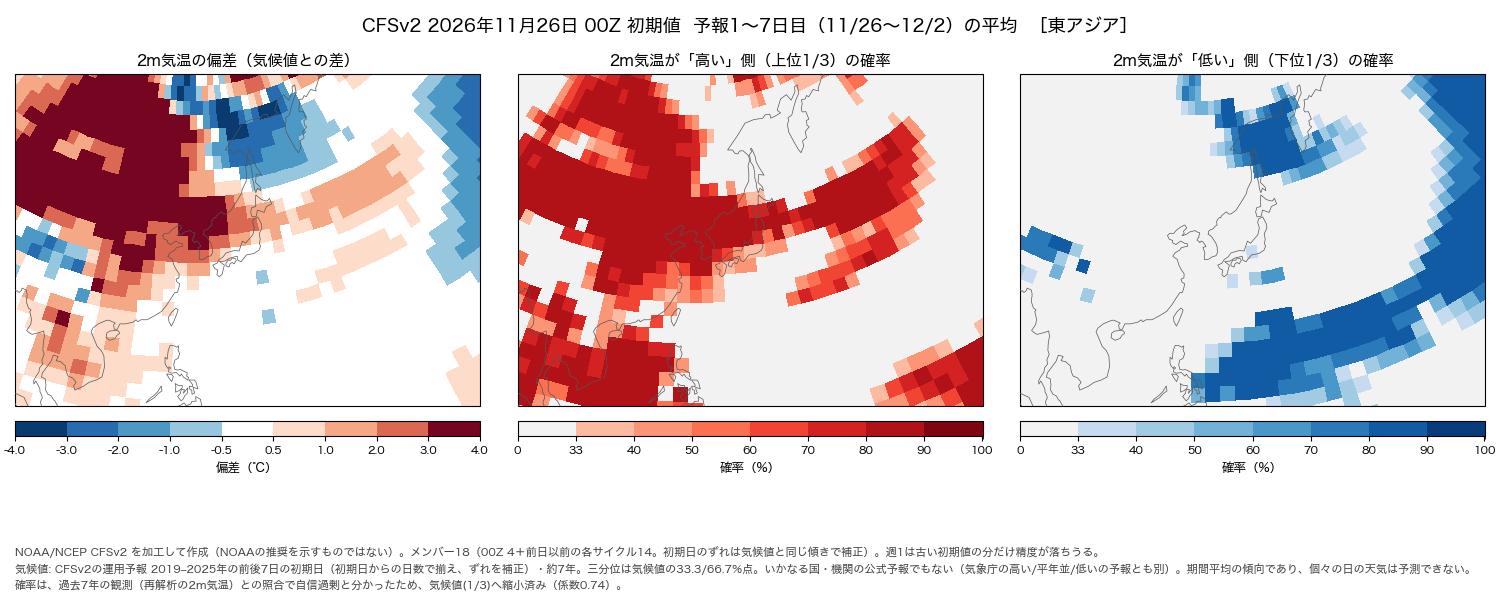 CFSv2 2026年11月26日 00Z 初期値 予報1～7日目（11/26～12/2）の平均 ［東アジア］
2m気温の偏差（気候値との差）
2m気温が「高い」側（上位1/3）の確率
2m気温が「低い」側（下位1/3）の確率
-4.0 -3.0 -2.0 -1.0 -0.5 0.5 1.0 2.0 3.0 4.0
偏差（℃）
0 33 40 50 60 70 80 90 100
確率（%）
0 33 40 50 60 70 80 90 100
確率（%）
NOAA/NCEP CFSv2 を加工して作成（NOAAの推奨を示すものではない）。メンバー18（00Z 4＋前日以前の各サイクル14。初期日のずれは気候値と同じ傾きで補正）。週1は古い初期値の分だけ精度が落ちうる。
気候値: CFSv2の運用予報 2019–2025年の前後7日の初期日（初期日からの日数で揃え、ずれを補正）・約7年。三分位は気候値の33.3/66.7%点。いかなる国・機関の公式予報でもない（気象庁の高い/平年並/低いの予報とも別）。期間平均の傾向であり、個々の日の天気は予測できない。
確率は、過去7年の観測（再解析の2m気温）との照合で自信過剰と分かったため、気候値(1/3)へ縮小済み（係数0.74）。